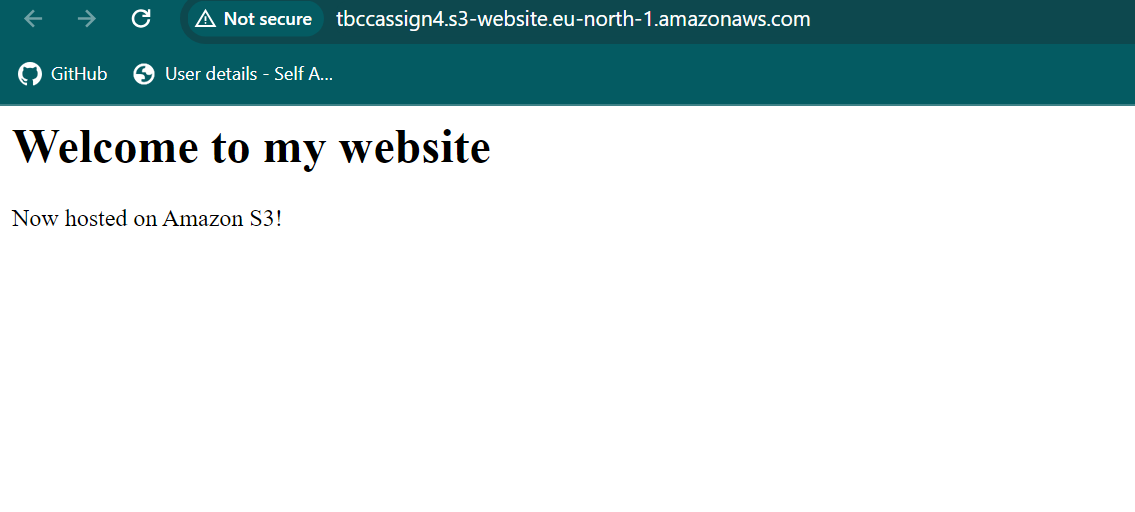 Not secure tbccassign4.s3-website.eu-north-1.amazonaws.com
GitHub User details - Self A...
Welcome to my website
Now hosted on Amazon S3!